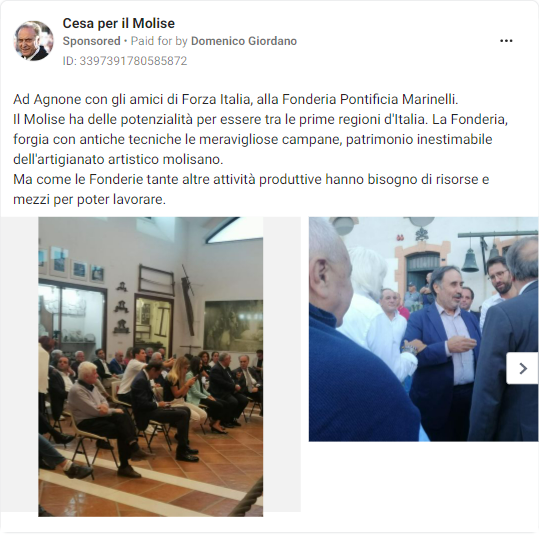 Cesa per il Molise
Sponsored • Paid for by Domenico Giordano
ID: 3397391780585872
Ad Agnone con gli amici di Forza Italia, alla Fonderia Pontificia Marinelli.
Il Molise ha delle potenzialità per essere tra le prime regioni d'Italia. La Fonderia,
forgia con antiche tecniche le meravigliose campane, patrimonio inestimabile
dell'artigianato artistico molisano.
Ma come le Fonderie tante altre attività produttive hanno bisogno di risorse e
mezzi per poter lavorare.